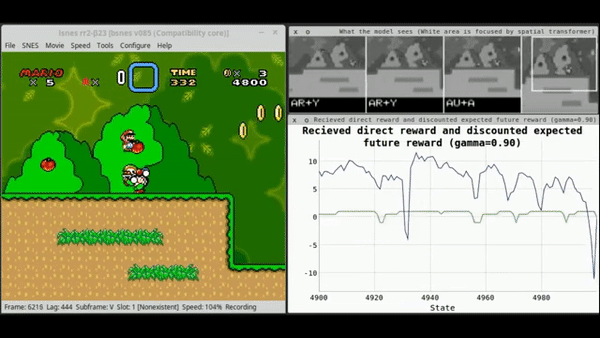 lsnes rr2-β23 [bsnes v085 (Compatibility core)]
File SNES Movie Speed Tools Configure Help
MARIO TIME
x 5 0 332 x 3
4800
Frame: 6216 Lag: 444 Subframe: V Slot: 1 [Nonexistent] Speed: 104% Recording
x o What the model sees (White area is focused by spatial transformer)
AR+Y AR+Y AU+A
x o Recieved direct reward and discounted expected future reward (gamma=0.90)
Recieved direct reward and discounted expected
future reward (gamma=0.90)
10
5
0
-5
-10
4900 4920 4940 4960 4980
State